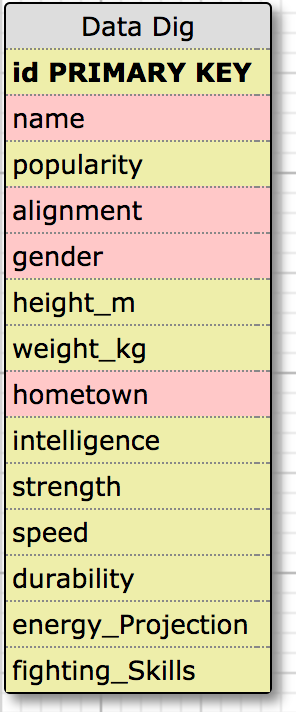 Data Dig
id PRIMARY KEY
name
popularity
alignment
gender
height_m
weight_kg
hometown
intelligence
strength
speed
durability
energy_Projection
fighting_Skills